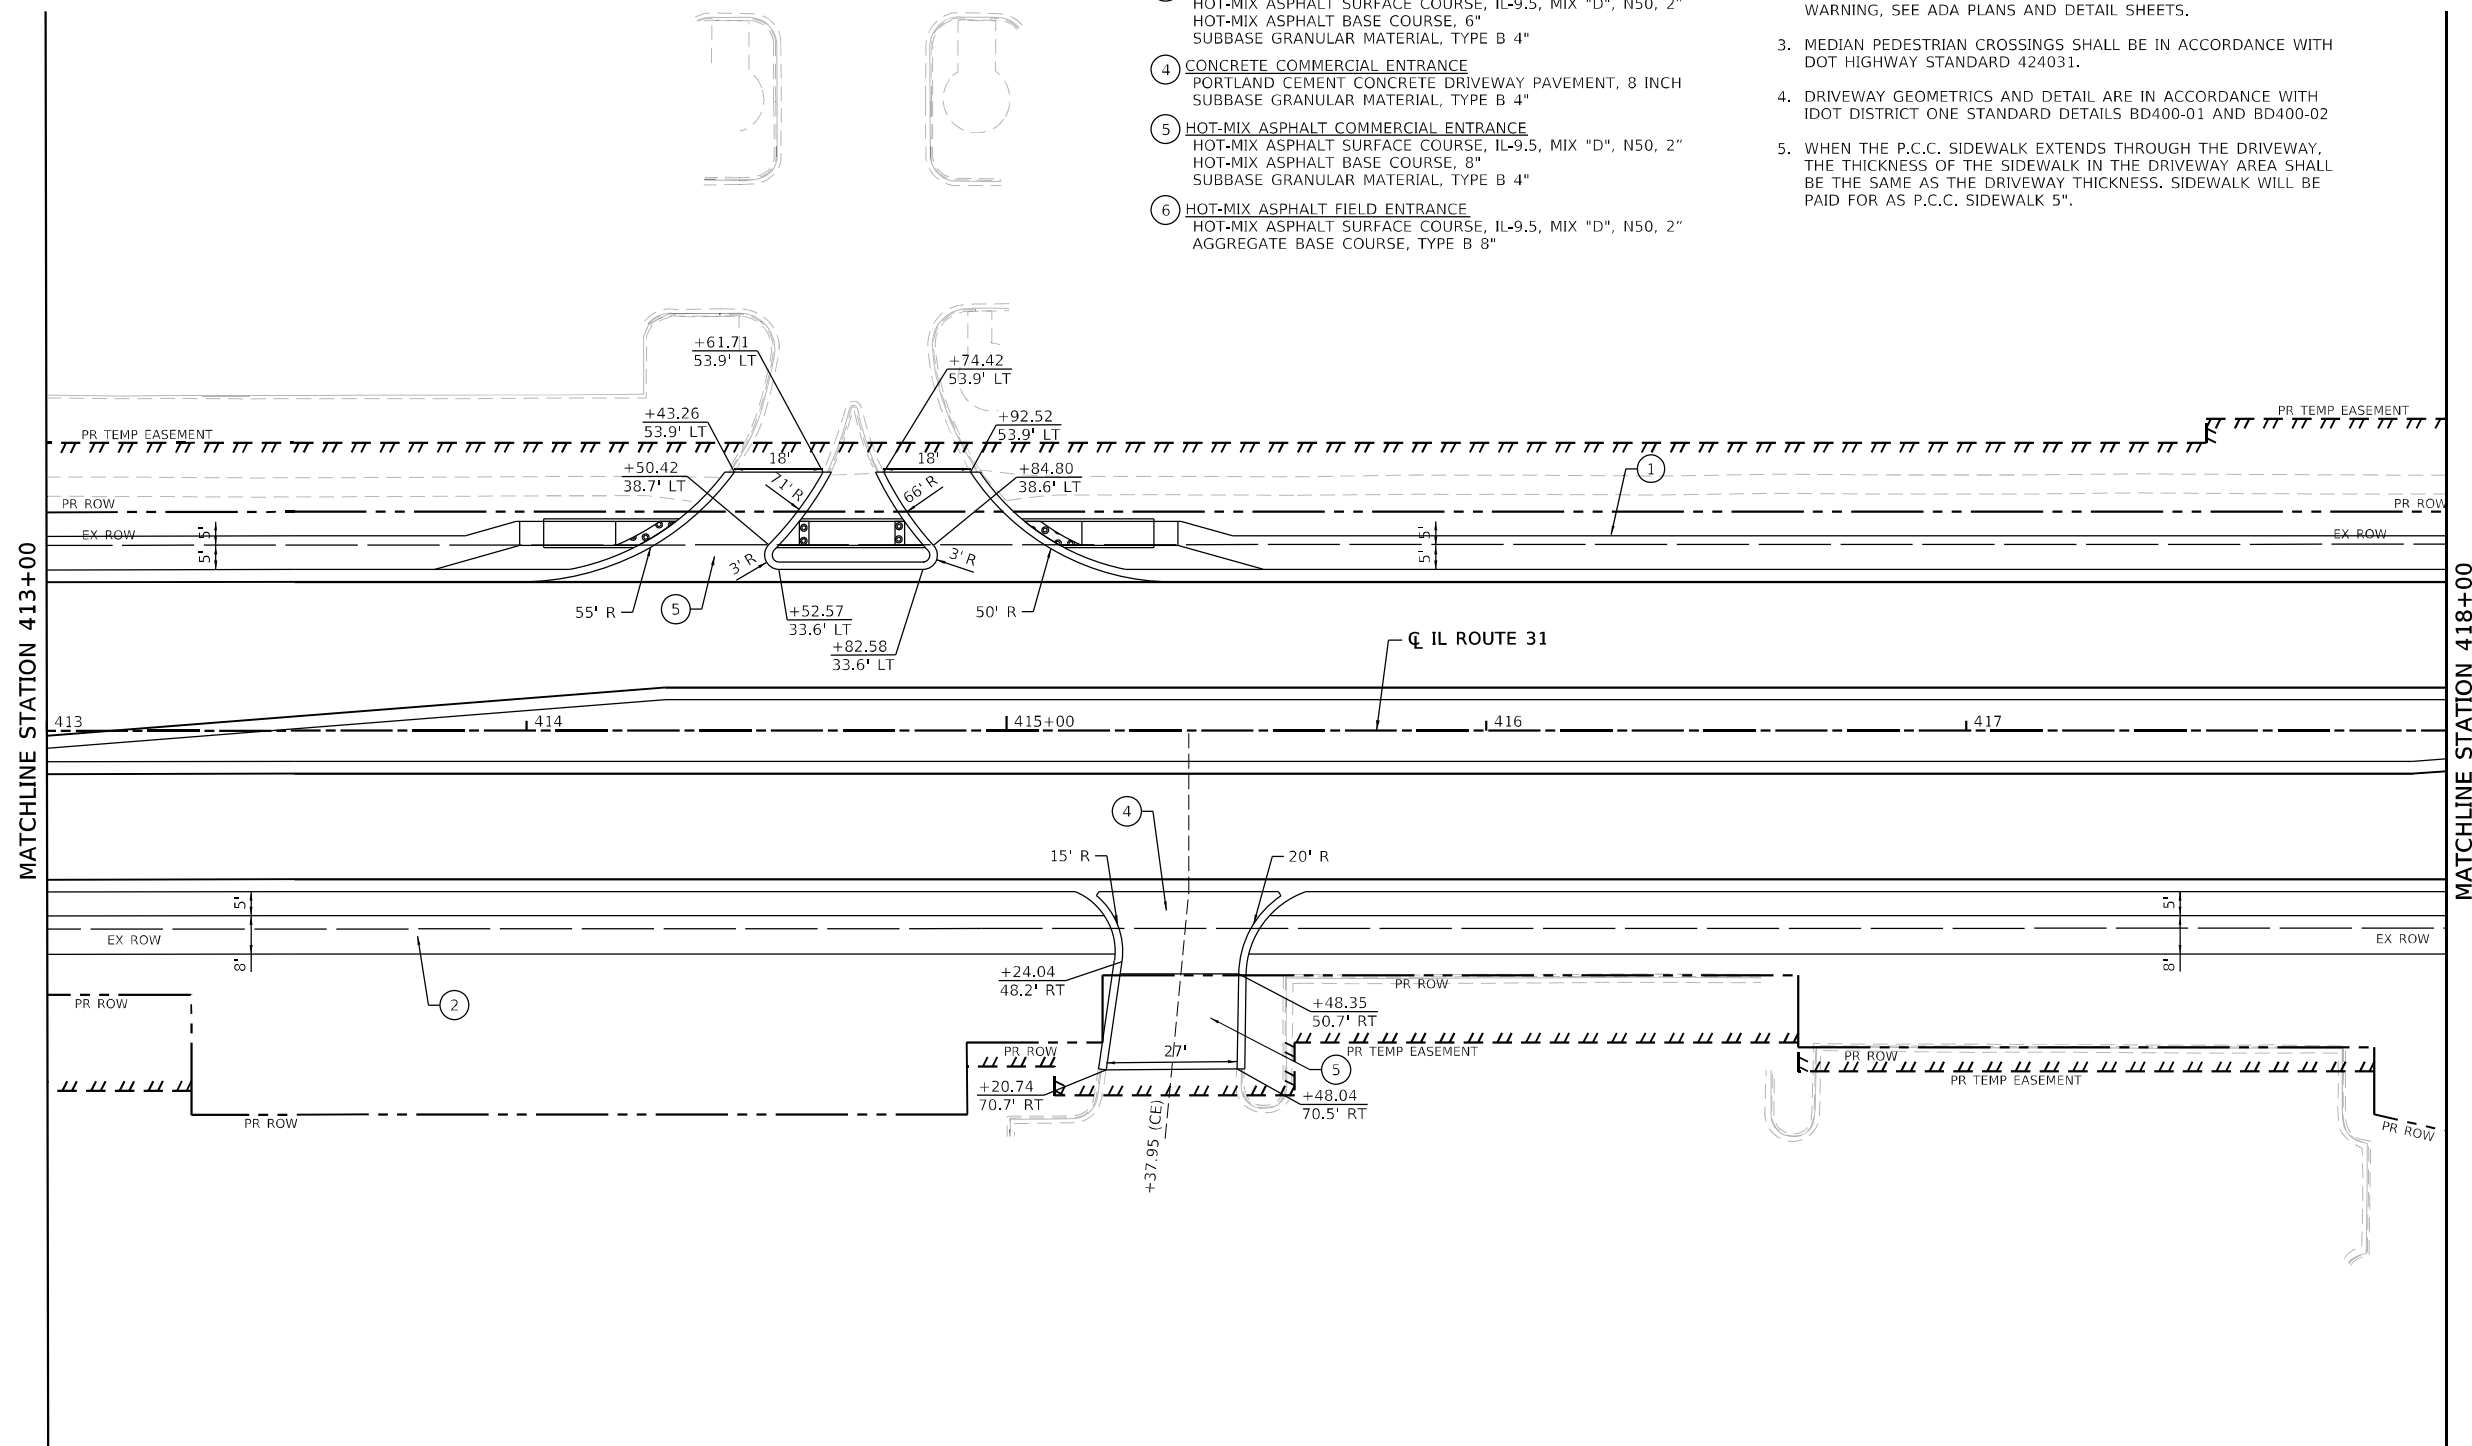 HOT-MIX ASPHALT SURFACE COURSE, IL-9.5, MIX "D", N50, 2"
HOT-MIX ASPHALT BASE COURSE, 6"
SUBBASE GRANULAR MATERIAL, TYPE B 4"
4 CONCRETE COMMERCIAL ENTRANCE
PORTLAND CEMENT CONCRETE DRIVEWAY PAVEMENT, 8 INCH
SUBBASE GRANULAR MATERIAL, TYPE B 4"
5 HOT-MIX ASPHALT COMMERCIAL ENTRANCE
HOT-MIX ASPHALT SURFACE COURSE, IL-9.5, MIX "D", N50, 2"
HOT-MIX ASPHALT BASE COURSE, 8"
SUBBASE GRANULAR MATERIAL, TYPE B 4"
6 HOT-MIX ASPHALT FIELD ENTRANCE
HOT-MIX ASPHALT SURFACE COURSE, IL-9.5, MIX "D", N50, 2"
AGGREGATE BASE COURSE, TYPE B 8"
WARNING, SEE ADA PLANS AND DETAIL SHEETS.
3. MEDIAN PEDESTRIAN CROSSINGS SHALL BE IN ACCORDANCE WITH
DOT HIGHWAY STANDARD 424031.
4. DRIVEWAY GEOMETRICS AND DETAIL ARE IN ACCORDANCE WITH
IDOT DISTRICT ONE STANDARD DETAILS BD400-01 AND BD400-02
5. WHEN THE P.C.C. SIDEWALK EXTENDS THROUGH THE DRIVEWAY,
THE THICKNESS OF THE SIDEWALK IN THE DRIVEWAY AREA SHALL
BE THE SAME AS THE DRIVEWAY THICKNESS. SIDEWALK WILL BE
PAID FOR AS P.C.C. SIDEWALK 5".
+61.71
53.9' LT
+74.42
53.9' LT
+43.26
53.9' LT
+92.52
53.9' LT
PR TEMP EASEMENT
PR TEMP EASEMENT
18'
18'
+50.42
38.7' LT
+84.80
38.6' LT
1
71' R
66' R
PR ROW
PR ROW
EX ROW
EX ROW
5'
5'
5'
5'
3' R
3' R
55' R
5
+52.57
33.6' LT
50' R
+82.58
33.6' LT
℄ IL ROUTE 31
MATCHLINE STATION 413+00
MATCHLINE STATION 418+00
413
414
415+00
416
417
4
15' R
20' R
5'
5'
EX ROW
EX ROW
8'
8'
+24.04
48.2' RT
PR ROW
PR ROW
2
+48.35
50.7' RT
PR ROW
27'
PR TEMP EASEMENT
PR ROW
5
PR TEMP EASEMENT
+20.74
70.7' RT
+48.04
70.5' RT
PR ROW
PR ROW
+37.95 (CE)